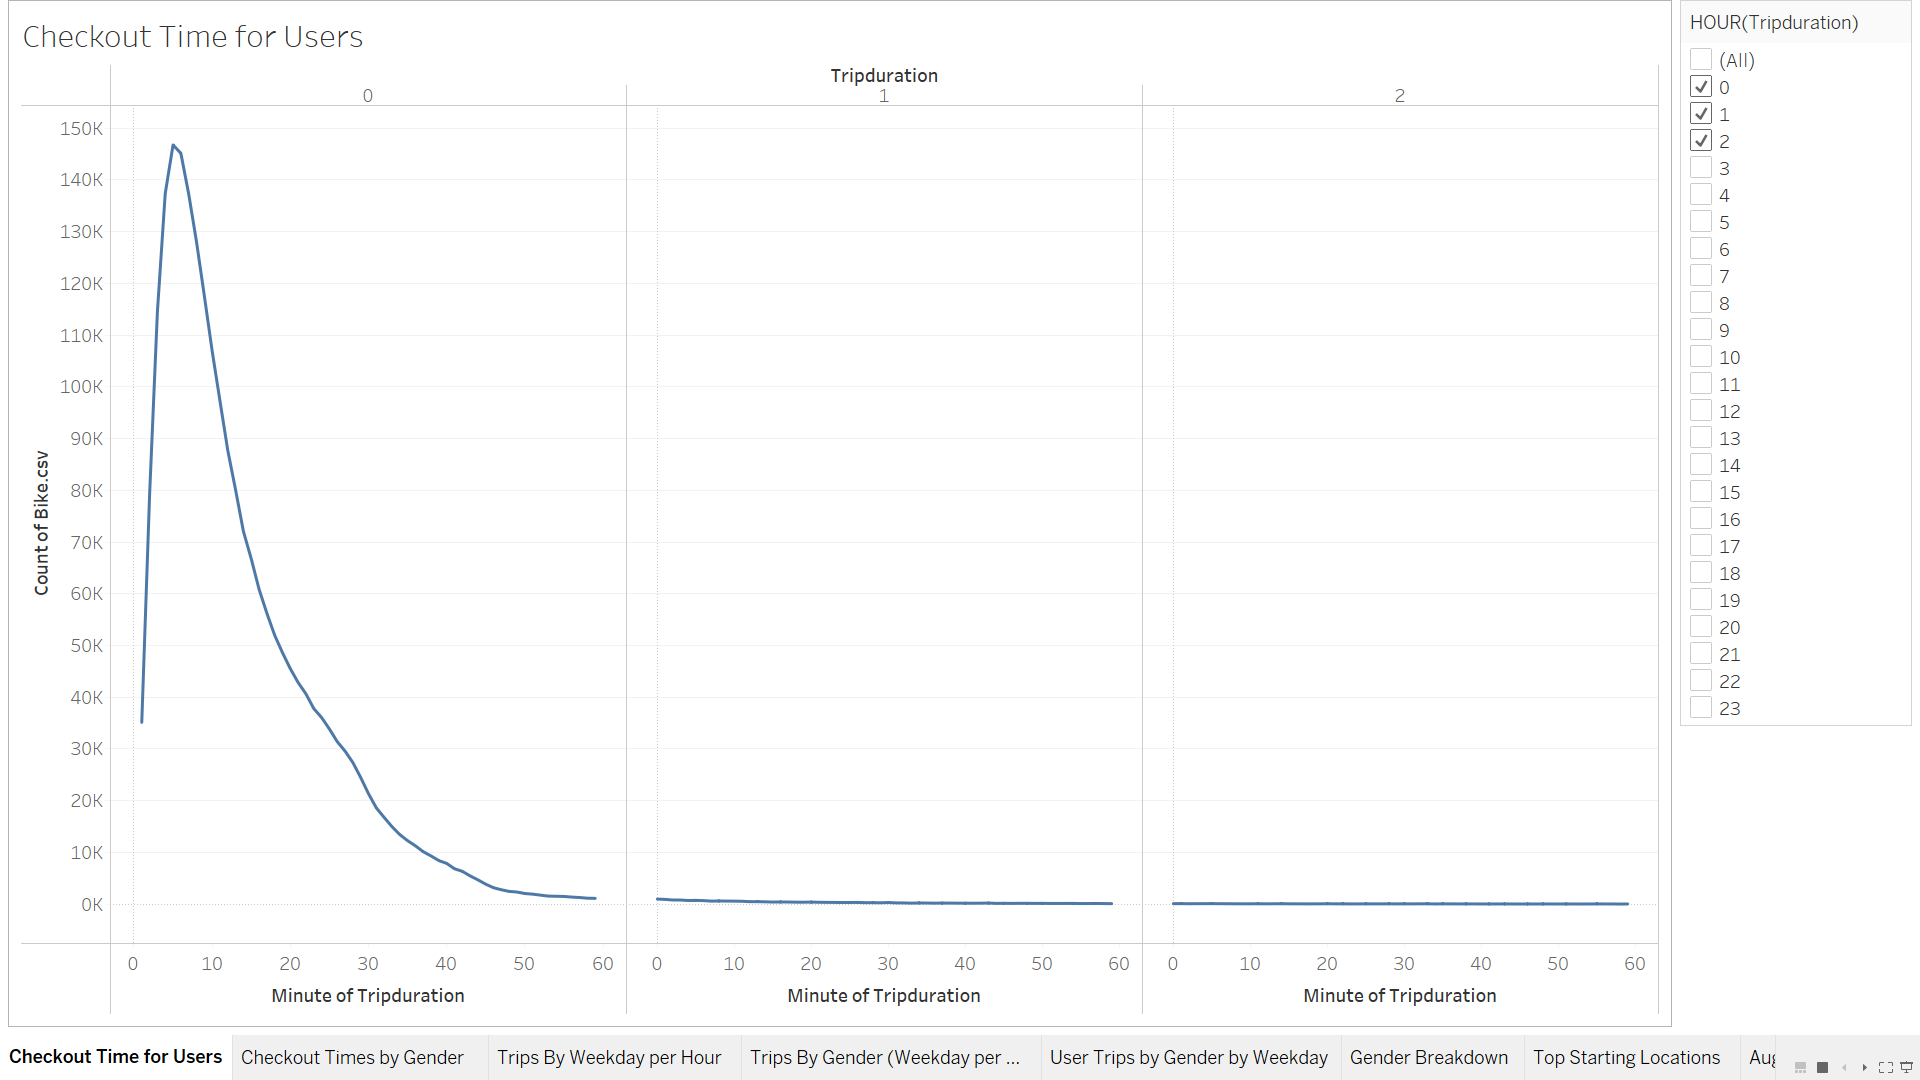 Checkout Time for Users
Tripduration
0
1
2
Count of Bike.csv
150K
140K
130K
120K
110K
100K
90K
80K
70K
60K
50K
40K
30K
20K
10K
0K
0 10 20 30 40 50 60
0 10 20 30 40 50 60
0 10 20 30 40 50 60
Minute of Tripduration
Minute of Tripduration
Minute of Tripduration
HOUR(Tripduration)
(All)
0
1
2
3
4
5
6
7
8
9
10
11
12
13
14
15
16
17
18
19
20
21
22
23
Checkout Time for Users
Checkout Times by Gender
Trips By Weekday per Hour
Trips By Gender (Weekday per ...
User Trips by Gender by Weekday
Gender Breakdown
Top Starting Locations
Aug